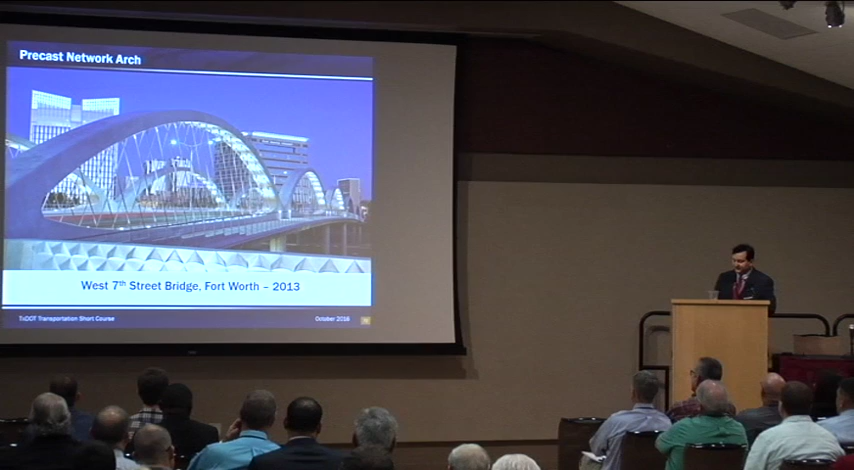 Precast Network Arch
West 7th Street Bridge, Fort Worth – 2013
TxDOT Transportation Short Course
October 2016